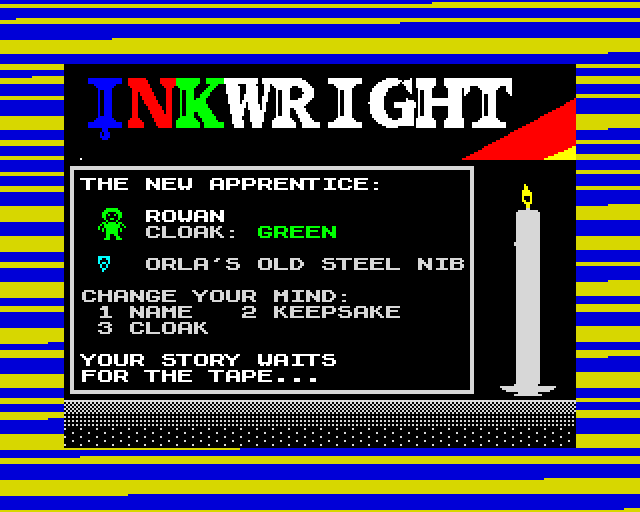 INKWRIGHT
THE NEW APPRENTICE:
ROWAN
CLOAK: GREEN
ORLA'S OLD STEEL NIB
CHANGE YOUR MIND:
1 NAME 2 KEEPSAKE
3 CLOAK
YOUR STORY WAITS
FOR THE TAPE...